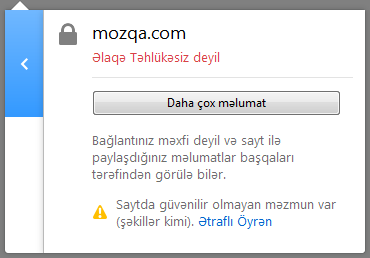 mozqa.com
Əlaqə Təhlükəsiz deyil
Daha çox məlumat
Bağlantınız məxfi deyil və sayt ilə
paylaşdığınız məlumatlar başqaları
tərəfindən görülə bilər.
Saytda güvənilir olmayan məzmun var
(şəkillər kimi). Ətraflı Öyrən